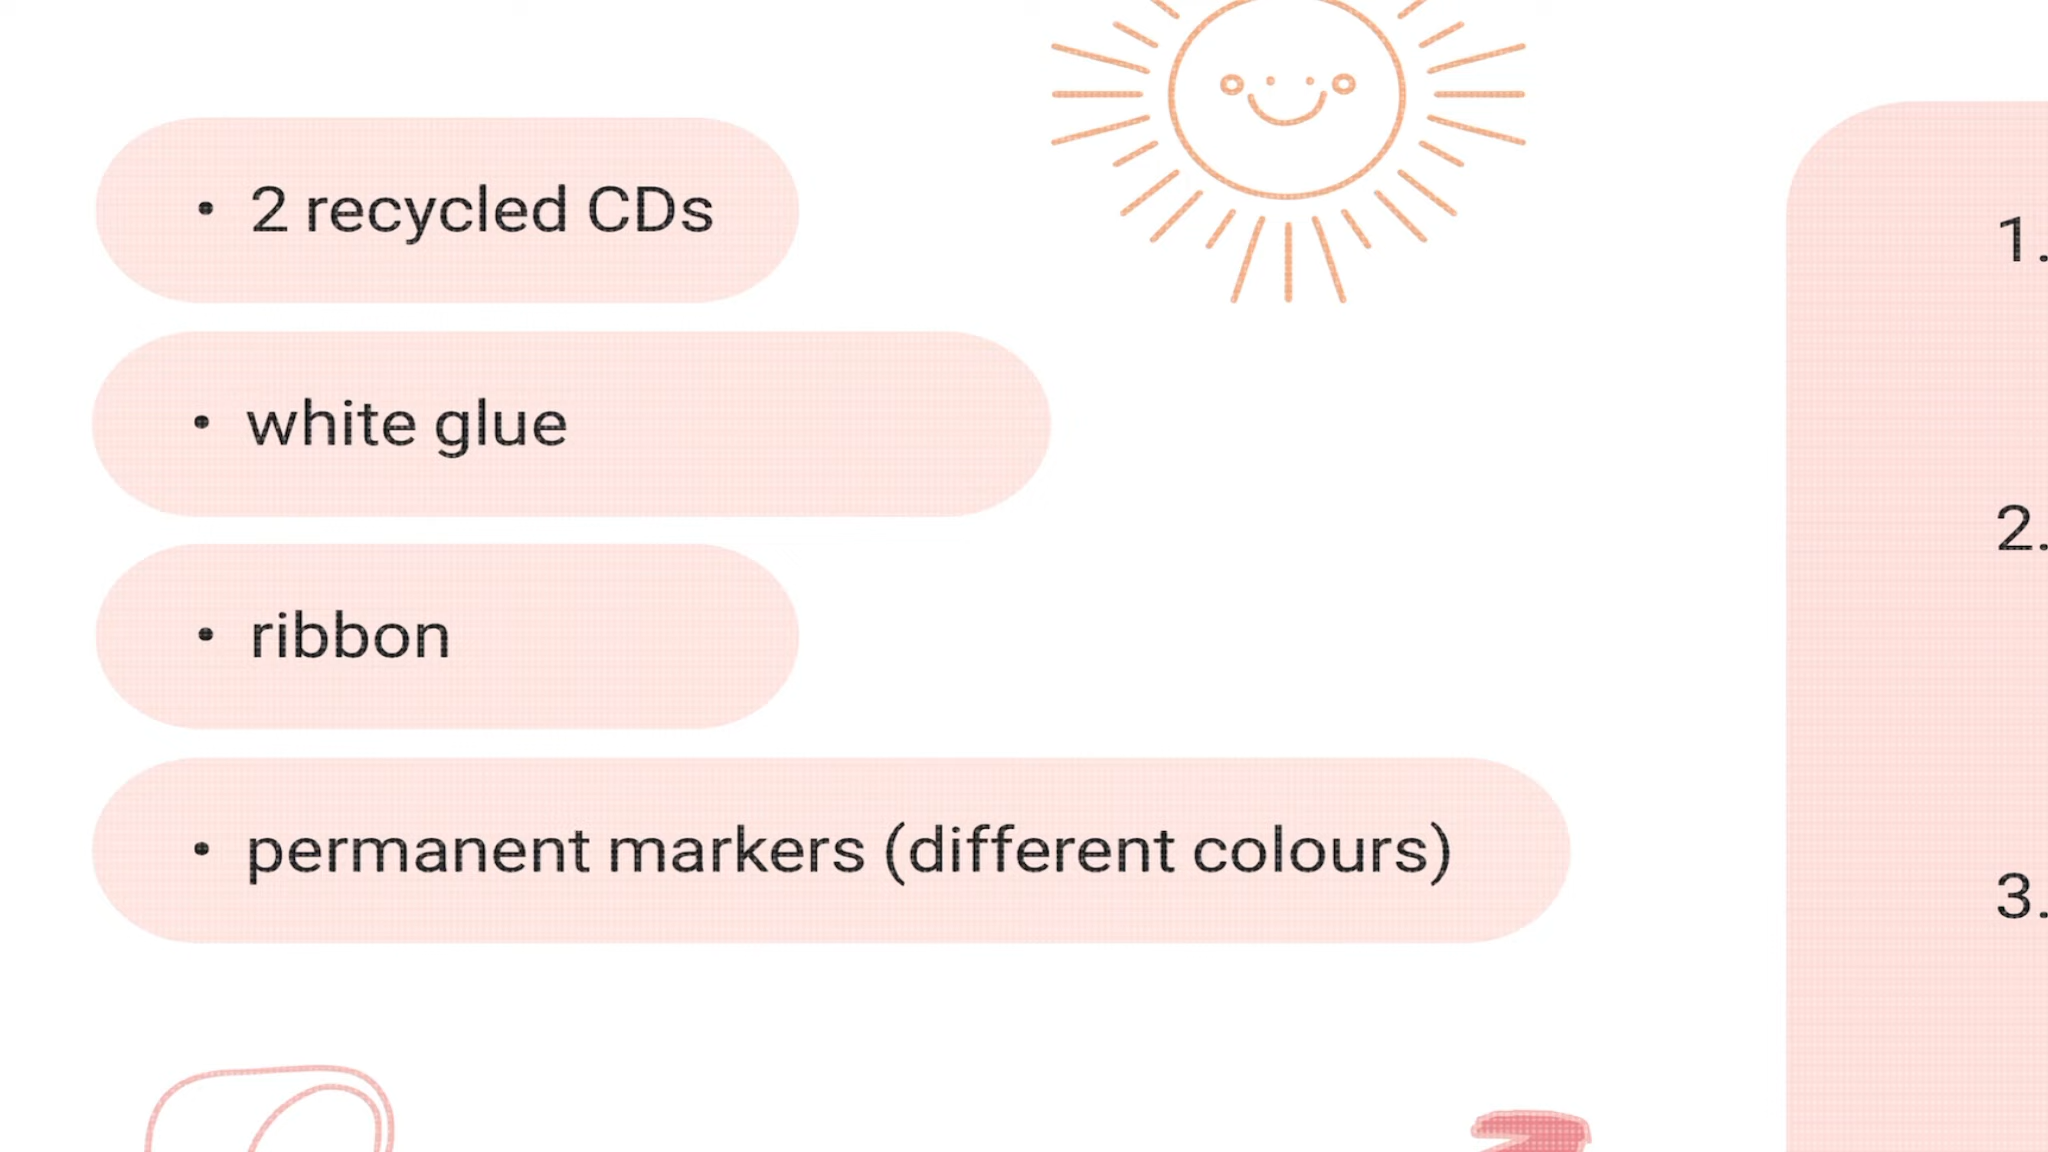 • 2 recycled CDs
• white glue
• ribbon
• permanent markers (different colours)
1.
2.
3.